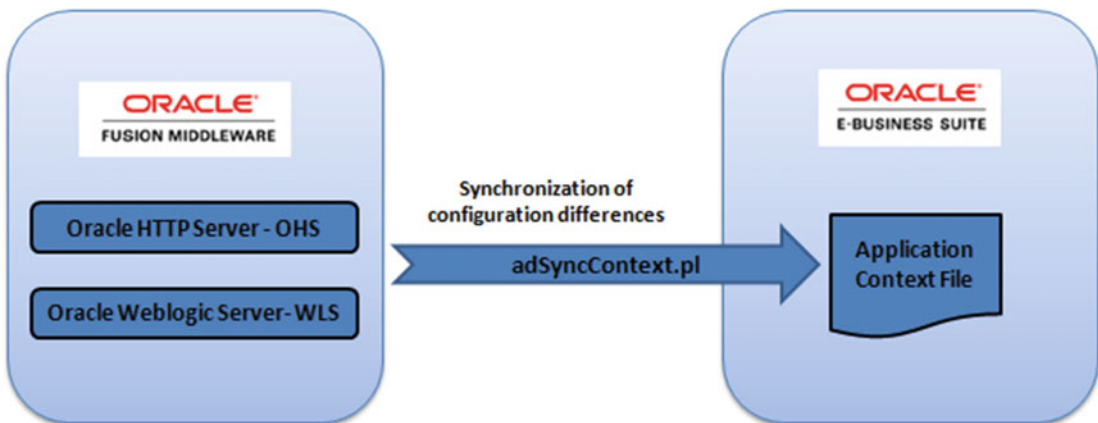 ORACLE®
FUSION MIDDLEWARE
Oracle HTTP Server - OHS
Oracle Weblogic Server- WLS
Synchronization of
configuration differences
adSyncContext.pl
ORACLE®
E-BUSINESS SUITE
Application
Context File